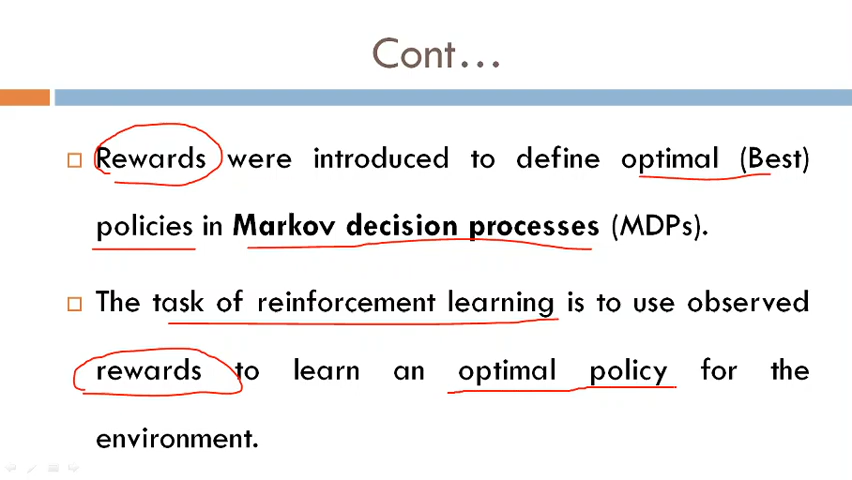 Cont...
Rewards were introduced to define optimal (Best)
policies in Markov decision processes (MDPs).
The task of reinforcement learning is to use observed
rewards to learn an optimal policy for the
environment.